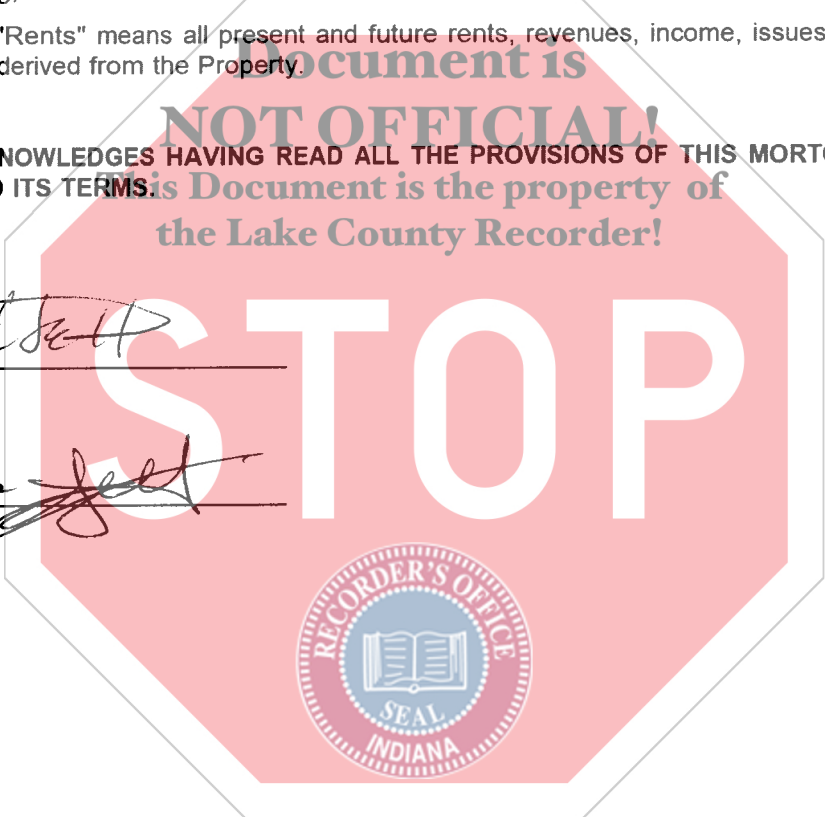 "Rents" means all present and future rents, revenues, income, issues
derived from the Property.
Document is
NOT OFFICIAL!
NOWLEDGES HAVING READ ALL THE PROVISIONS OF THIS MORT
ITS TERMS.
This Document is the property of
the Lake County Recorder!
STOP
RECORDER'S OFFICE
SEAL
INDIANA